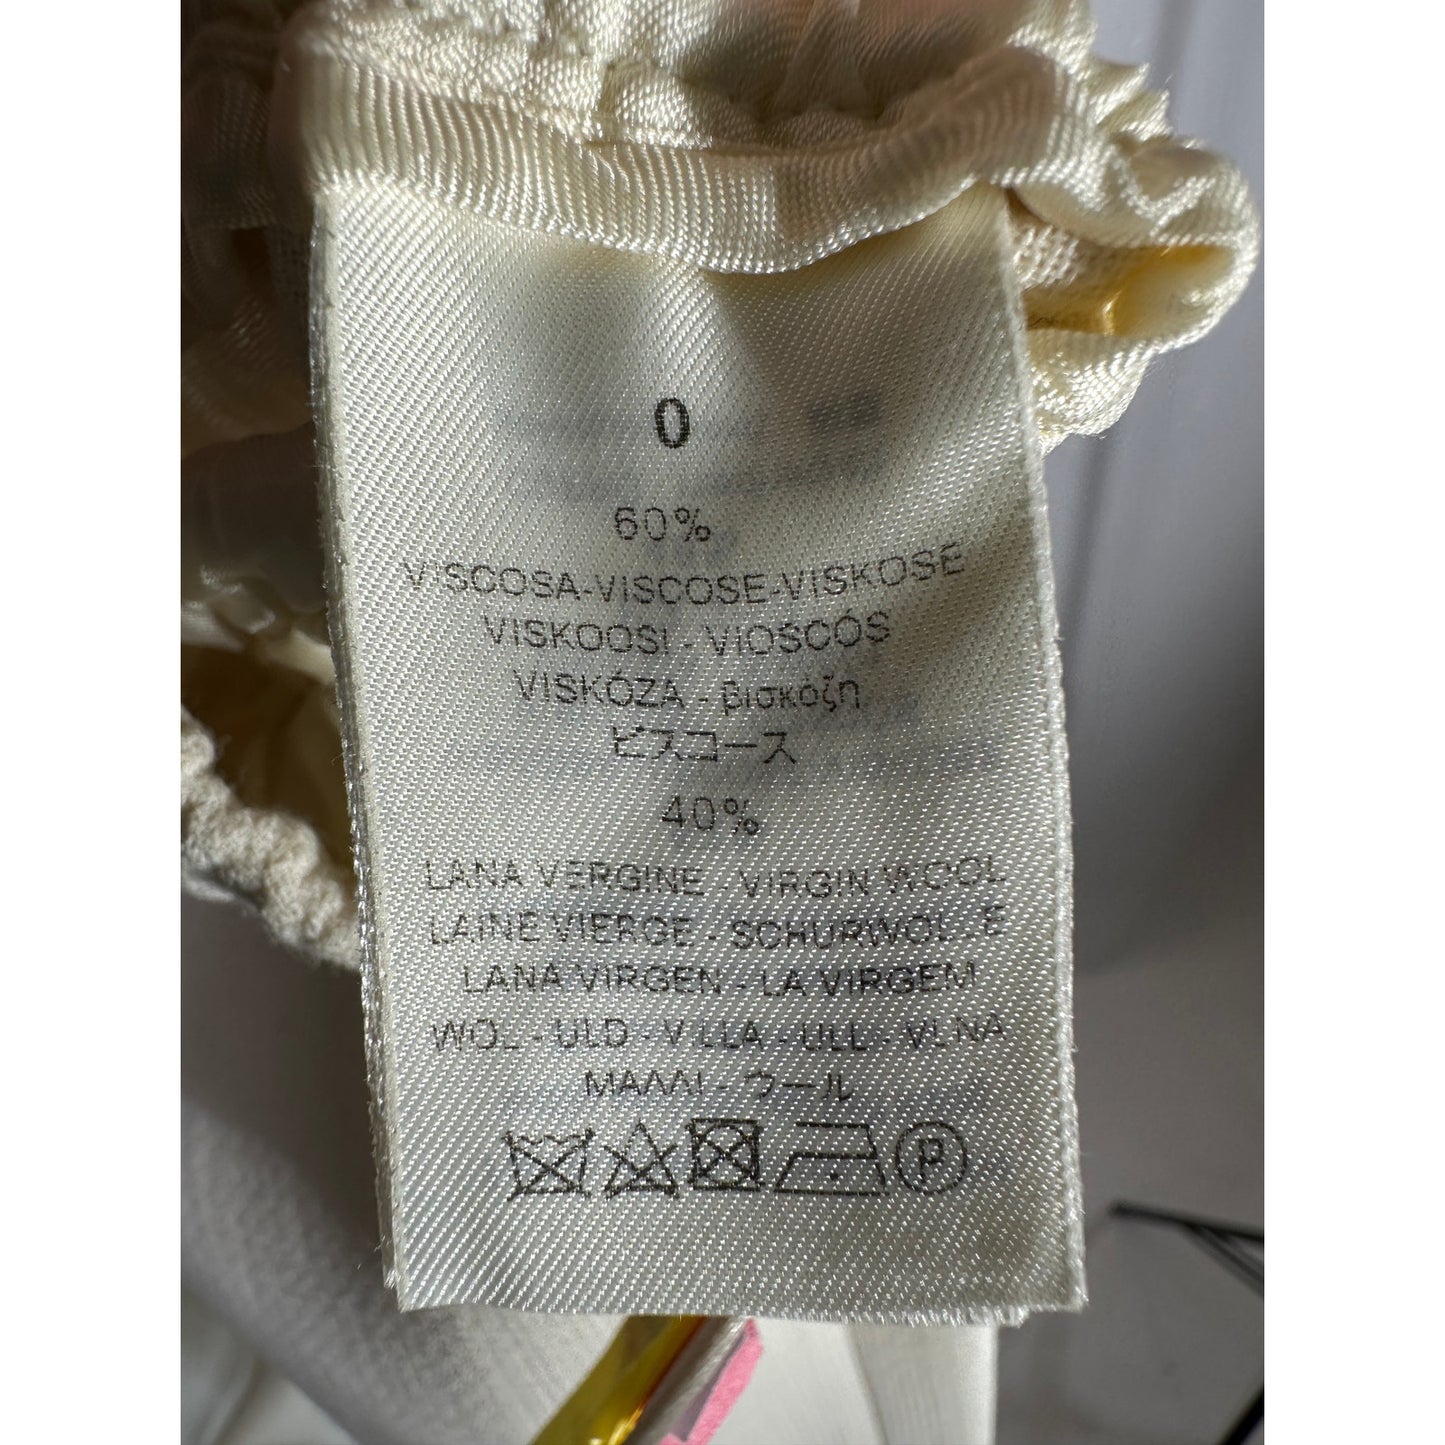 0
60%
VISCOSA-VISCOSE-VISKOSE
VISKOOSI - VIOSCÓS
VISKÓZA - βισκόζη
ビスコース
40%
LANA VERGINE - VIRGIN WOOL
LAINE VIERGE - SCHURWOLLE
LANA VIRGEN - LA VIRGEM
WOL - ULD - VILLA - ULL - VLNA
ΜΑΛΛΙ - ウール
P